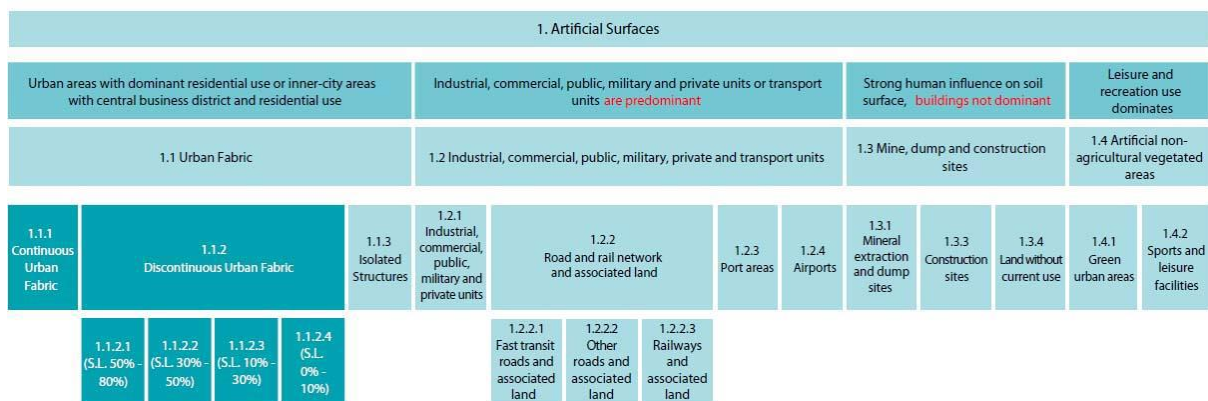 1. Artificial Surfaces
Urban areas with dominant residential use or inner-city areas
with central business district and residential use
Industrial, commercial, public, military and private units or transport
units are predominant
Strong human influence on soil
surface, buildings not dominant
Leisure and
recreation use
dominates
1.1 Urban Fabric
1.2 Industrial, commercial, public, military, private and transport units
1.3 Mine, dump and construction
sites
1.4 Artificial non-
agricultural vegetated
areas
1.1.1
Continuous
Urban
Fabric
1.1.2
Discontinuous Urban Fabric
1.1.3
Isolated
Structures
1.2.1
Industrial,
commercial,
public,
military and
private units
1.2.2
Road and rail network
and associated land
1.2.3
Port areas
1.2.4
Airports
1.3.1
Mineral
extraction
and dump
sites
1.3.3
Construction
sites
1.3.4
Land without
current use
1.4.1
Green
urban areas
1.4.2
Sports and
leisure
facilities
1.1.2.1
(S.L. 50% -
80%)
1.1.2.2
(S.L. 30% -
50%)
1.1.2.3
(S.L. 10% -
30%)
1.1.2.4
(S.L.
0% -
10%)
1.2.2.1
Fast transit
roads and
associated
land
1.2.2.2
Other
roads and
associated
land
1.2.2.3
Railways
and
associated
land